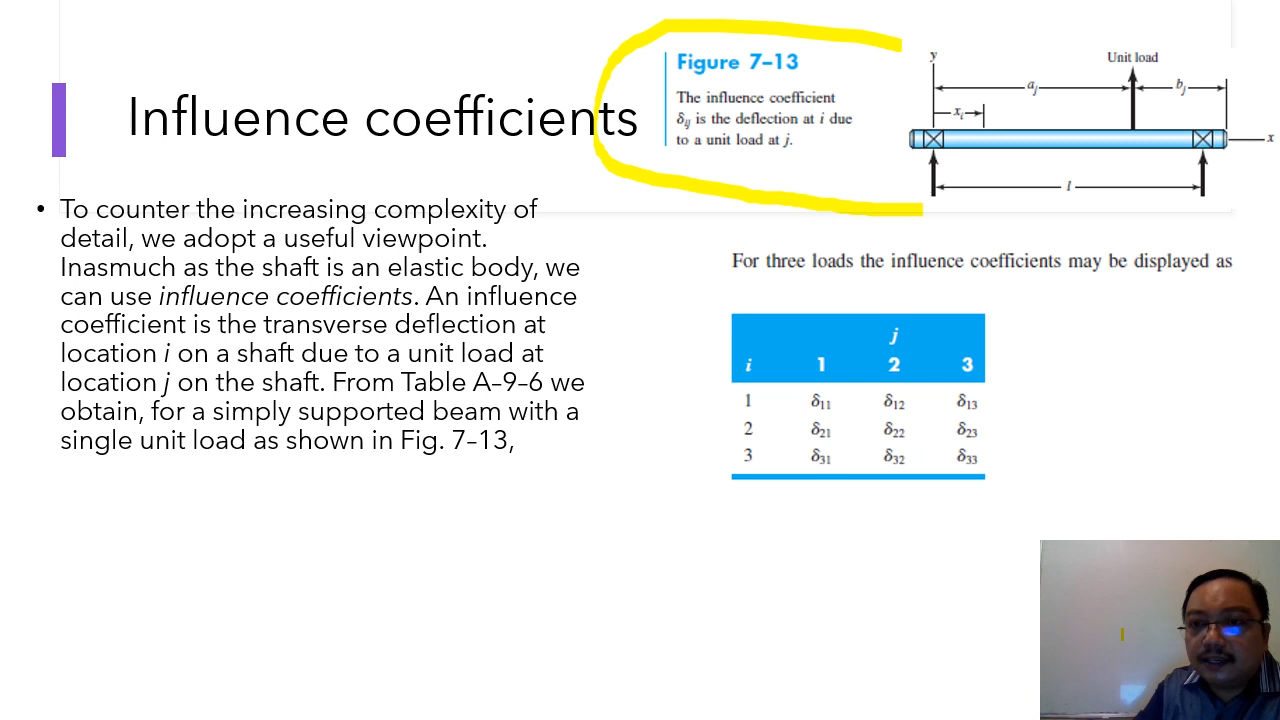 Influence coefficients
• To counter the increasing complexity of
detail, we adopt a useful viewpoint.
Inasmuch as the shaft is an elastic body, we
can use influence coefficients. An influence
coefficient is the transverse deflection at
location i on a shaft due to a unit load at
location j on the shaft. From Table A–9–6 we
obtain, for a simply supported beam with a
single unit load as shown in Fig. 7–13,
Figure 7–13
The influence coefficient
δij is the deflection at i due
to a unit load at j.
y
Unit load
aj
bj
xi
x
l
For three loads the influence coefficients may be displayed as
j
i 1 2 3
1 δ11 δ12 δ13
2 δ21 δ22 δ23
3 δ31 δ32 δ33